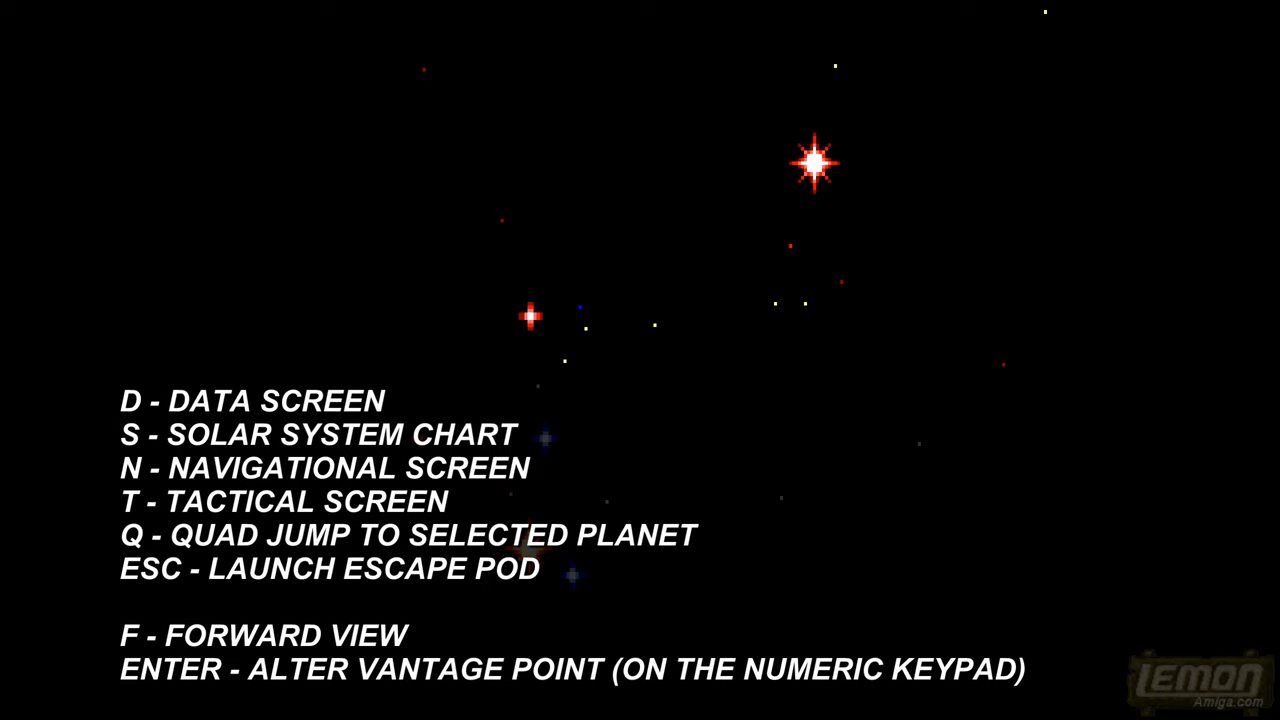 D - DATA SCREEN
S - SOLAR SYSTEM CHART
N - NAVIGATIONAL SCREEN
T - TACTICAL SCREEN
Q - QUAD JUMP TO SELECTED PLANET
ESC - LAUNCH ESCAPE POD
F - FORWARD VIEW
ENTER - ALTER VANTAGE POINT (ON THE NUMERIC KEYPAD)
LEMON
Amiga.com